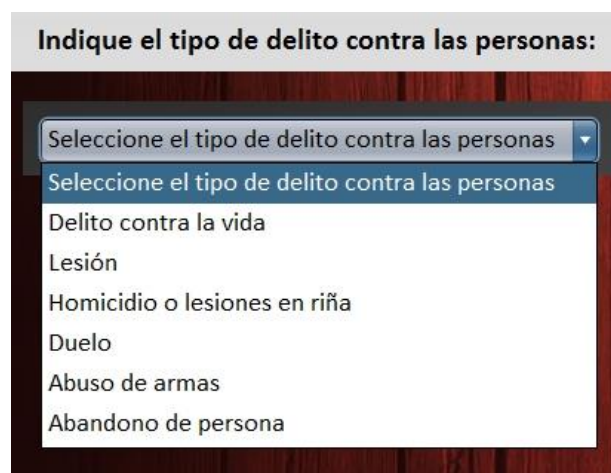 Indique el tipo de delito contra las personas:
Seleccione el tipo de delito contra las personas
Seleccione el tipo de delito contra las personas
Delito contra la vida
Lesión
Homicidio o lesiones en riña
Duelo
Abuso de armas
Abandono de persona